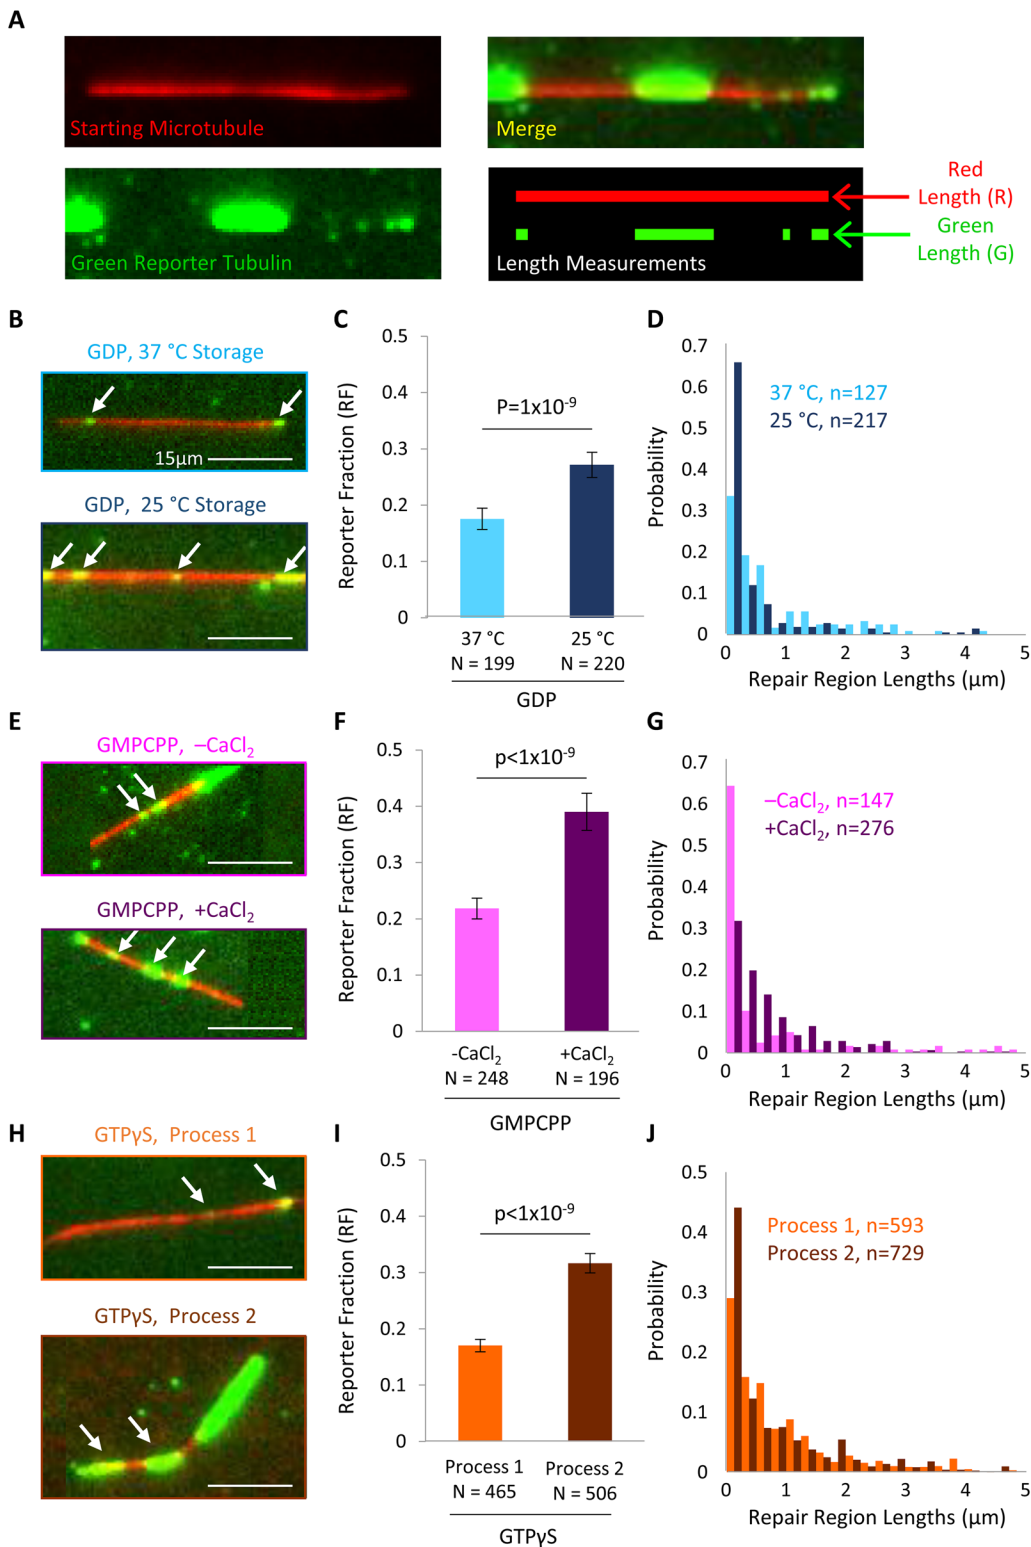 A
Starting Microtubule
Merge
Green Reporter Tubulin
Length Measurements
Red
Length (R)
Green
Length (G)
B
GDP, 37 °C Storage
15μm
GDP, 25 °C Storage
C
Reporter Fraction (RF)
0.5
0.4
0.3
0.2
0.1
0
P=1x10⁻⁹
37 °C
N = 199
25 °C
N = 220
GDP
D
Probability
0.7
0.6
0.5
0.4
0.3
0.2
0.1
0
37 °C, n=127
25 °C, n=217
0 1 2 3 4 5
Repair Region Lengths (μm)
E
GMPCPP, –CaCl₂
GMPCPP, +CaCl₂
F
Reporter Fraction (RF)
0.5
0.4
0.3
0.2
0.1
0
p<1x10⁻⁹
-CaCl₂
N = 248
+CaCl₂
N = 196
GMPCPP
G
Probability
0.7
0.6
0.5
0.4
0.3
0.2
0.1
0
–CaCl₂, n=147
+CaCl₂, n=276
0 1 2 3 4 5
Repair Region Lengths (μm)
H
GTPγS, Process 1
GTPγS, Process 2
I
Reporter Fraction (RF)
0.5
0.4
0.3
0.2
0.1
0
p<1x10⁻⁹
Process 1
N = 465
Process 2
N = 506
GTPγS
J
Probability
0.5
0.4
0.3
0.2
0.1
0
Process 1, n=593
Process 2, n=729
0 1 2 3 4 5
Repair Region Lengths (μm)